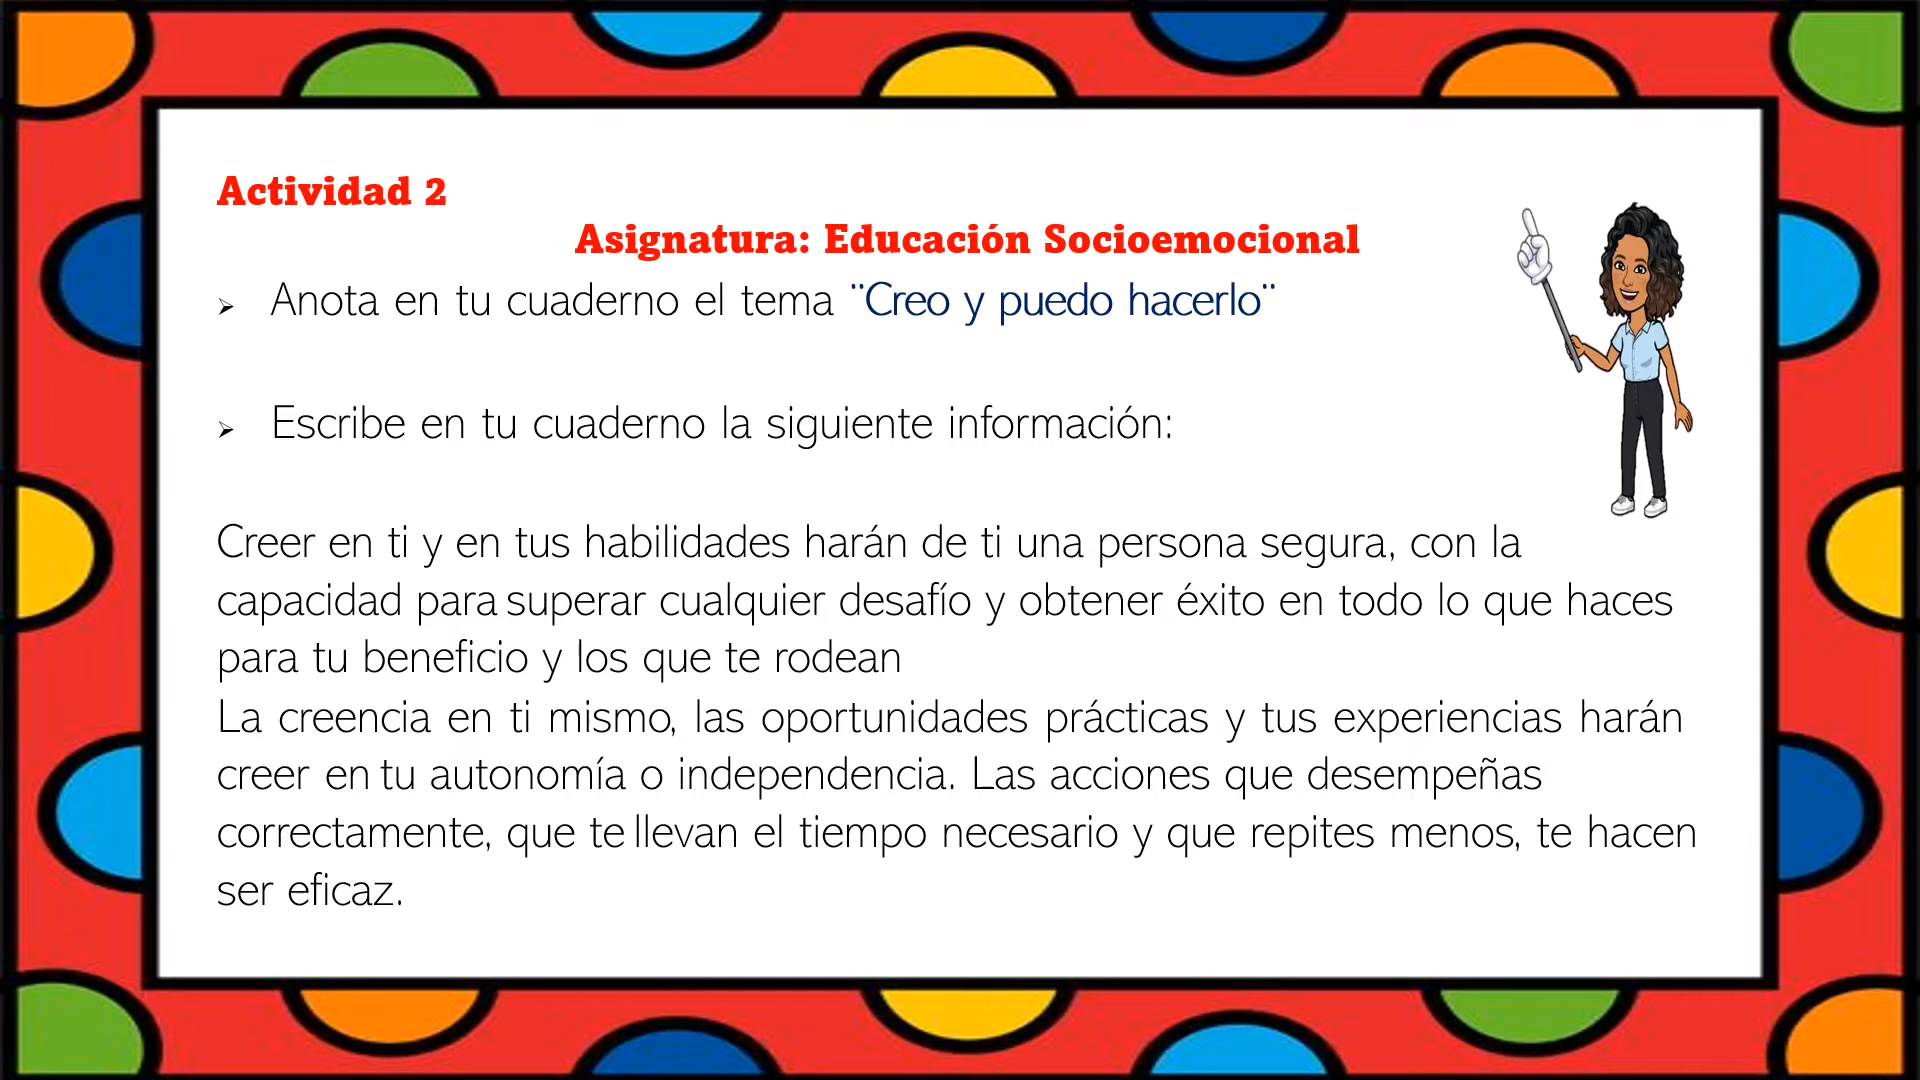 Actividad 2
Asignatura: Educación Socioemocional
➢ Anota en tu cuaderno el tema ¨Creo y puedo hacerlo¨
➢ Escribe en tu cuaderno la siguiente información:
Creer en ti y en tus habilidades harán de ti una persona segura, con la
capacidad para superar cualquier desafío y obtener éxito en todo lo que haces
para tu beneficio y los que te rodean
La creencia en ti mismo, las oportunidades prácticas y tus experiencias harán
creer en tu autonomía o independencia. Las acciones que desempeñas
correctamente, que te llevan el tiempo necesario y que repites menos, te hacen
ser eficaz.